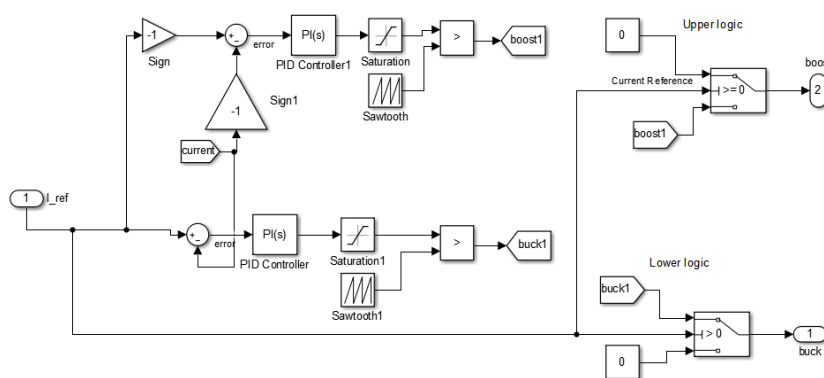 -1
Sign
+
-
error
PI(s)
PID Controller1
Saturation
>
boost1
Sawtooth
-1
Sign1
current
1
I_ref
+
-
error
PI(s)
PID Controller
Saturation1
>
buck1
Sawtooth1
Upper logic
0
Current Reference
>= 0
boost1
2
Lower logic
buck1
> 0
0
1
buck